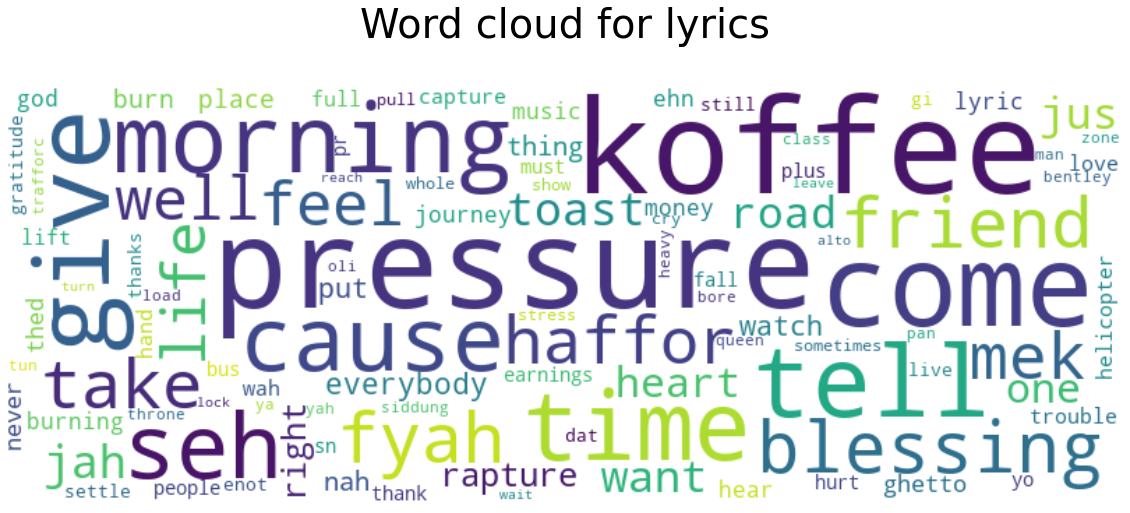 Word cloud for lyrics
god burn place full pull capture music ehn still gi lyric jus
gratitude trafforc give morning pr thing koffee class man zone
reach whole must show plus leave love bentley
well feel journey toast money cry road friend
lift thanks life pressure heavy alto come helicopter
turn load oli put fall bore
thed hand cause stress haffor queen watch sometimes pan mek
tun take bus wah everybody earnings heart tell live one
never lock throne ya yah siddung trouble
burning seh right fyah time dat blessing
jah sn rapture want
settle people enot nah thank wait hear hurt ghetto yo